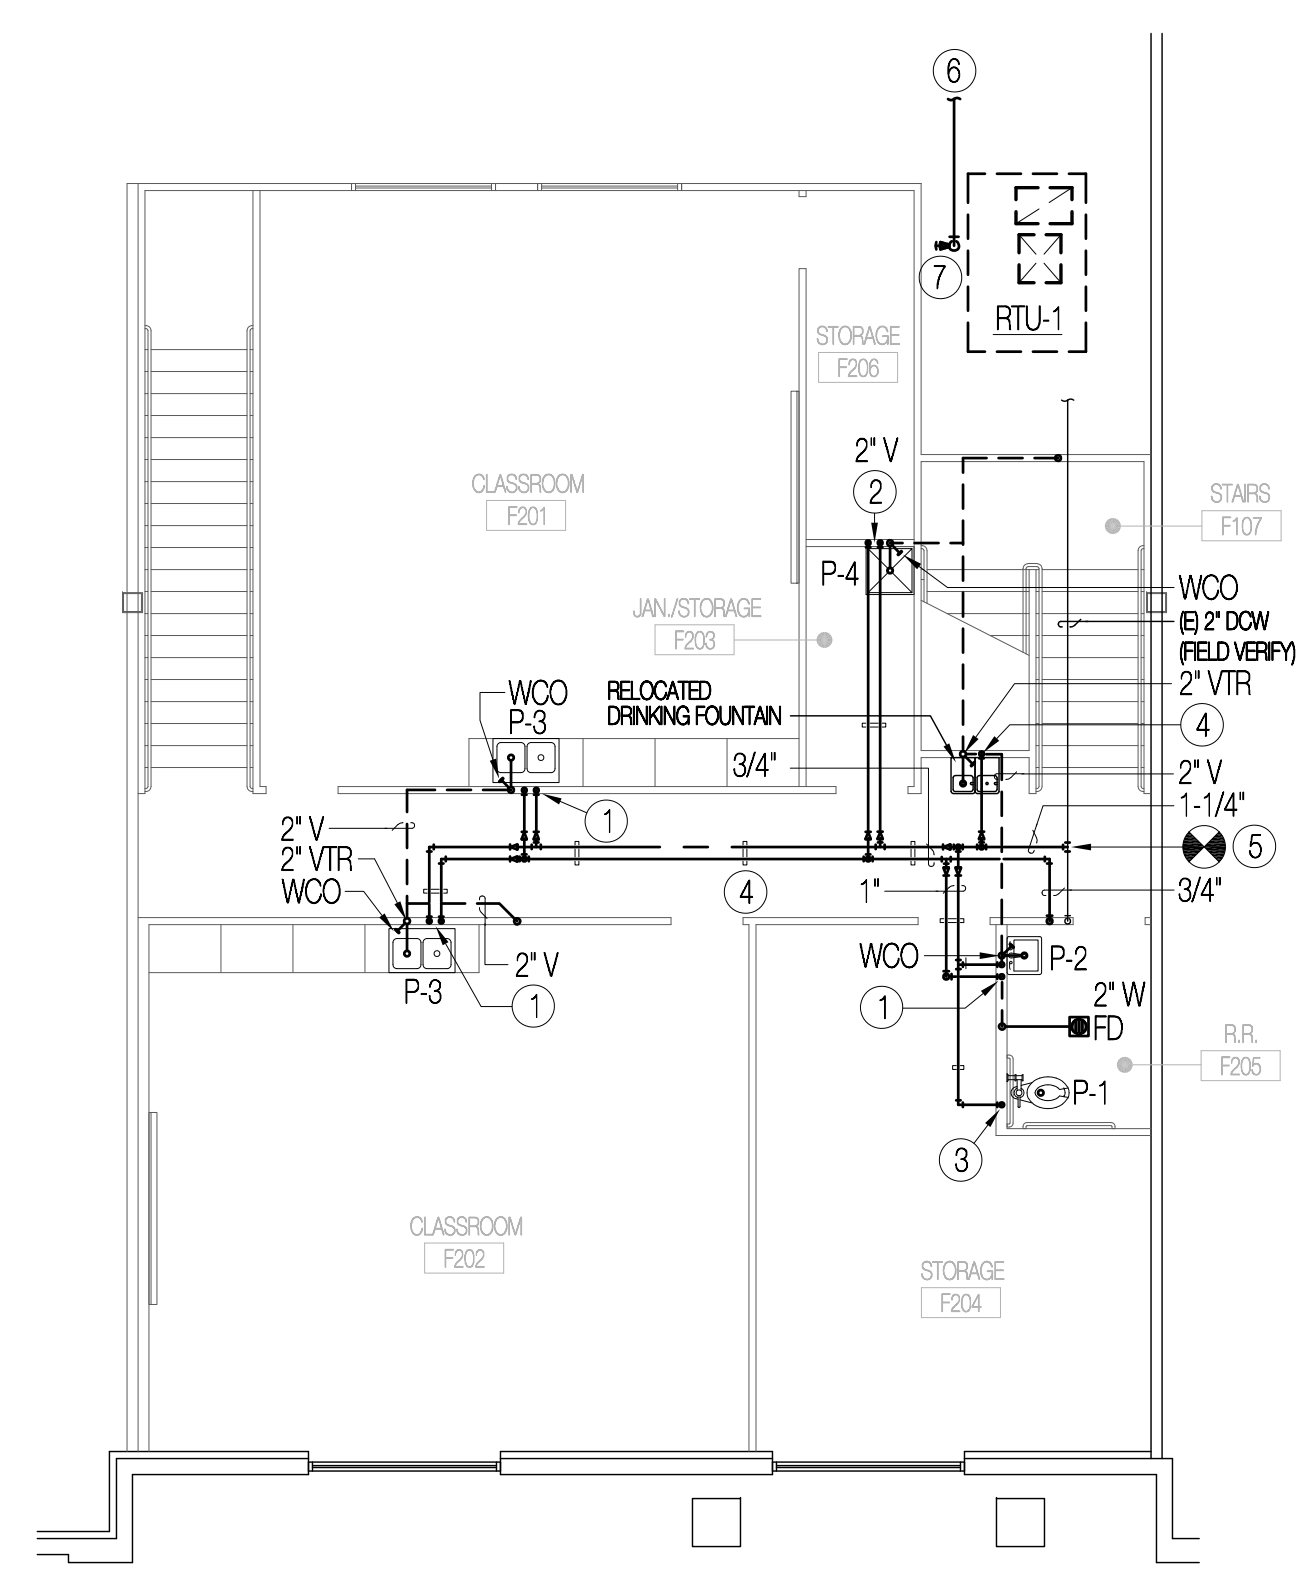 6
7
RTU-1
STORAGE
F206
2" V
2
CLASSROOM
F201
STAIRS
F107
P-4
WCO
(E) 2" DCW
(FIELD VERIFY)
JAN./STORAGE
F203
2" VTR
WCO
P-3
RELOCATED
DRINKING FOUNTAIN
4
3/4"
2" V
1-1/4"
1
5
2" V
2" VTR
WCO
4
1"
3/4"
WCO
P-2
2" V
P-3
1
1
2" W
FD
R.R.
F205
P-1
3
CLASSROOM
F202
STORAGE
F204